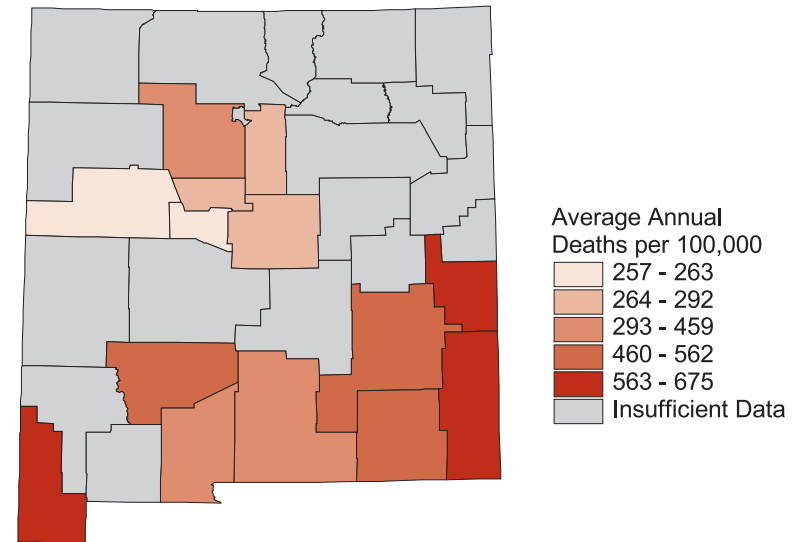 Average Annual
Deaths per 100,000
257 - 263
264 - 292
293 - 459
460 - 562
563 - 675
Insufficient Data